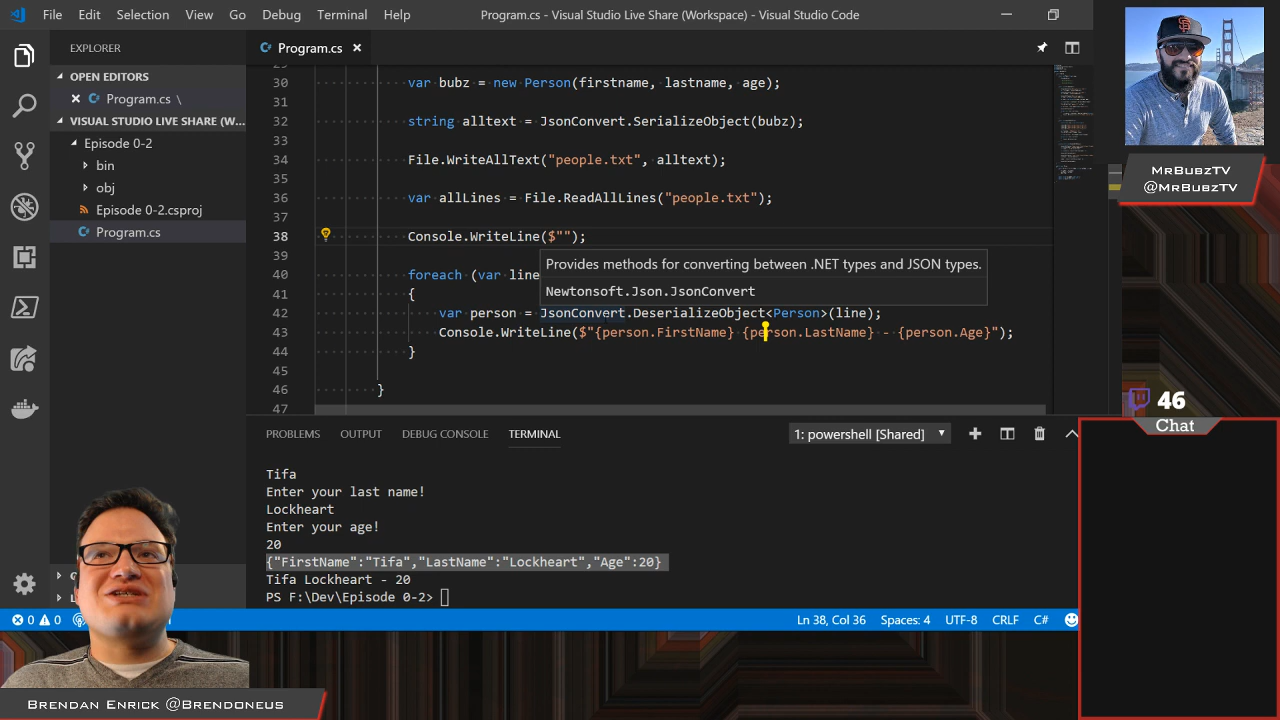 File Edit Selection View Go Debug Terminal Help
Program.cs - Visual Studio Live Share (Workspace) - Visual Studio Code
EXPLORER
OPEN EDITORS
Program.cs \
VISUAL STUDIO LIVE SHARE (W...
Episode 0-2
bin
obj
Episode 0-2.csproj
Program.cs
Program.cs
30 var bubz = new Person(firstname, lastname, age);
31
32 string alltext = JsonConvert.SerializeObject(bubz);
33
34 File.WriteAllText("people.txt", alltext);
35
36 var allLines = File.ReadAllLines("people.txt");
37
38 Console.WriteLine($"");
39
40 foreach (var line
41 {
42 var person = JsonConvert.DeserializeObject<Person>(line);
43 Console.WriteLine($"{person.FirstName} {person.LastName} - {person.Age}");
44 }
45
46 }
47
Provides methods for converting between .NET types and JSON types.
Newtonsoft.Json.JsonConvert
PROBLEMS OUTPUT DEBUG CONSOLE TERMINAL
1: powershell [Shared]
Tifa
Enter your last name!
Lockheart
Enter your age!
20
{"FirstName":"Tifa","LastName":"Lockheart","Age":20}
Tifa Lockheart - 20
PS F:\Dev\Episode 0-2>
0 0
Ln 38, Col 36 Spaces: 4 UTF-8 CRLF C#
MrBubzTV
@MrBubzTV
46
Chat
Brendan Enrick @Brendoneus